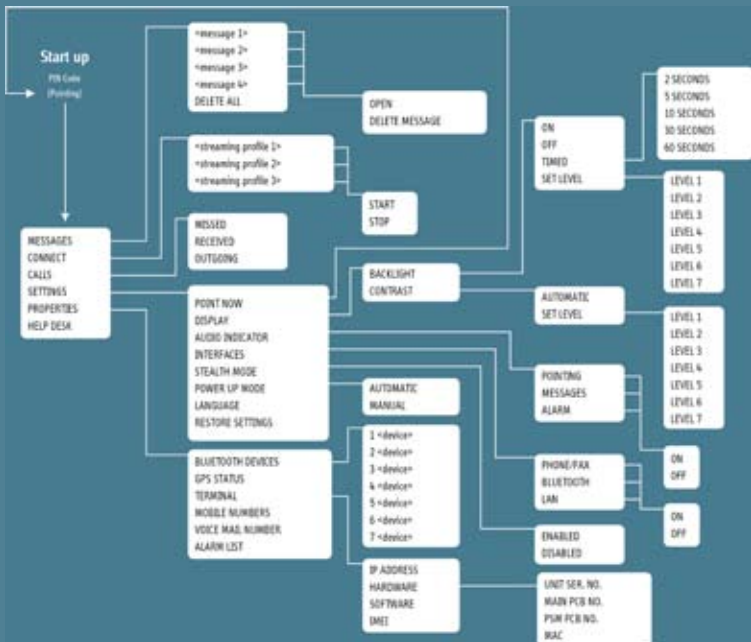 Start up
PIN Code
(Pointing)
MESSAGES
CONNECT
CALLS
SETTINGS
PROPERTIES
HELP DESK
<message 1>
<message 2>
<message 3>
<message 4>
DELETE ALL
OPEN
DELETE MESSAGE
<streaming profile 1>
<streaming profile 2>
<streaming profile 3>
START
STOP
MISSED
RECEIVED
OUTGOING
POINT NOW
DISPLAY
AUDIO INDICATOR
INTERFACES
STEALTH MODE
POWER UP MODE
LANGUAGE
RESTORE SETTINGS
BACKLIGHT
CONTRAST
ON
OFF
TIMED
SET LEVEL
2 SECONDS
5 SECONDS
10 SECONDS
30 SECONDS
60 SECONDS
LEVEL 1
LEVEL 2
LEVEL 3
LEVEL 4
LEVEL 5
LEVEL 6
LEVEL 7
AUTOMATIC
SET LEVEL
LEVEL 1
LEVEL 2
LEVEL 3
LEVEL 4
LEVEL 5
LEVEL 6
LEVEL 7
POINTING
MESSAGES
ALARM
ON
OFF
PHONE/FAX
BLUETOOTH
LAN
ON
OFF
ENABLED
DISABLED
AUTOMATIC
MANUAL
BLUETOOTH DEVICES
GPS STATUS
TERMINAL
MOBILE NUMBERS
VOICE MAIL NUMBER
ALARM LIST
1 <device>
2 <device>
3 <device>
4 <device>
5 <device>
6 <device>
7 <device>
IP ADDRESS
HARDWARE
SOFTWARE
IMEI
UNIT SER. NO.
MAIN PCB NO.
PSM PCB NO.
MAC